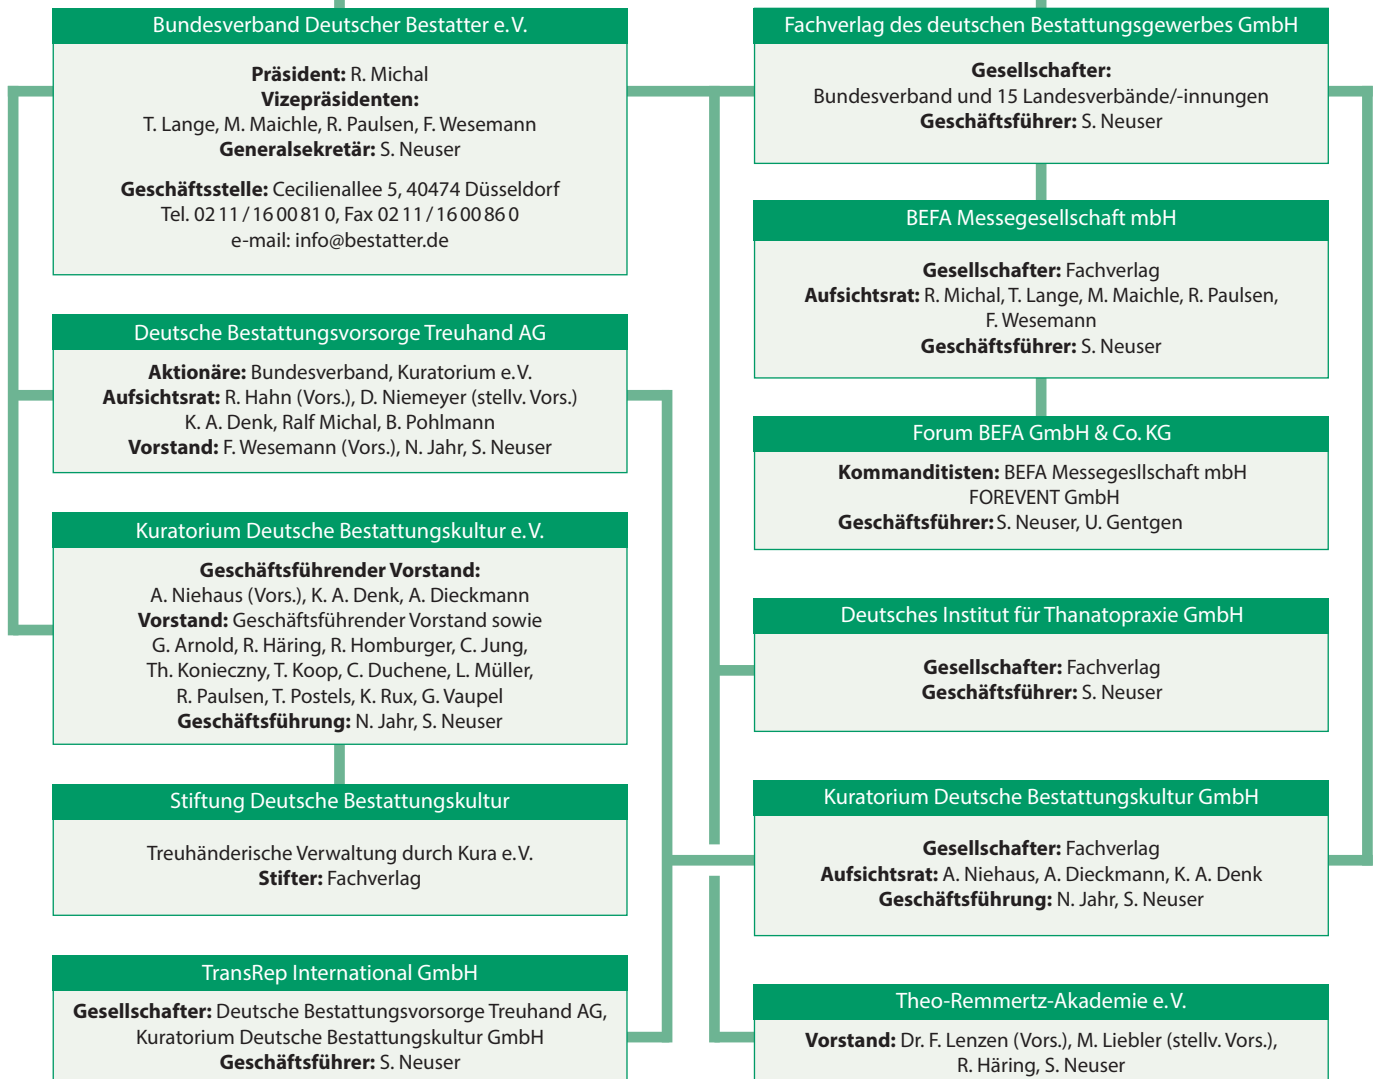 Bundesverband Deutscher Bestatter e.V.
Präsident: R. Michal
Vizepräsidenten:
T. Lange, M. Maichle, R. Paulsen, F. Wesemann
Generalsekretär: S. Neuser
Geschäftsstelle: Cecilienallee 5, 40474 Düsseldorf
Tel. 02 11 / 16 00 81 0, Fax 02 11 / 16 00 86 0
e-mail: info@bestatter.de
Deutsche Bestattungsvorsorge Treuhand AG
Aktionäre: Bundesverband, Kuratorium e.V.
Aufsichtsrat: R. Hahn (Vors.), D. Niemeyer (stellv. Vors.)
K. A. Denk, Ralf Michal, B. Pohlmann
Vorstand: F. Wesemann (Vors.), N. Jahr, S. Neuser
Kuratorium Deutsche Bestattungskultur e.V.
Geschäftsführender Vorstand:
A. Niehaus (Vors.), K. A. Denk, A. Dieckmann
Vorstand: Geschäftsführender Vorstand sowie
G. Arnold, R. Häring, R. Homburger, C. Jung,
Th. Konieczny, T. Koop, C. Duchene, L. Müller,
R. Paulsen, T. Postels, K. Rux, G. Vaupel
Geschäftsführung: N. Jahr, S. Neuser
Stiftung Deutsche Bestattungskultur
Treuhänderische Verwaltung durch Kura e.V.
Stifter: Fachverlag
TransRep International GmbH
Gesellschafter: Deutsche Bestattungsvorsorge Treuhand AG,
Kuratorium Deutsche Bestattungskultur GmbH
Geschäftsführer: S. Neuser
Fachverlag des deutschen Bestattungsgewerbes GmbH
Gesellschafter:
Bundesverband und 15 Landesverbände/-innungen
Geschäftsführer: S. Neuser
BEFA Messegesellschaft mbH
Gesellschafter: Fachverlag
Aufsichtsrat: R. Michal, T. Lange, M. Maichle, R. Paulsen,
F. Wesemann
Geschäftsführer: S. Neuser
Forum BEFA GmbH & Co. KG
Kommanditisten: BEFA Messegesllschaft mbH
FOREVENT GmbH
Geschäftsführer: S. Neuser, U. Gentgen
Deutsches Institut für Thanatopraxie GmbH
Gesellschafter: Fachverlag
Geschäftsführer: S. Neuser
Kuratorium Deutsche Bestattungskultur GmbH
Gesellschafter: Fachverlag
Aufsichtsrat: A. Niehaus, A. Dieckmann, K. A. Denk
Geschäftsführung: N. Jahr, S. Neuser
Theo-Remmertz-Akademie e.V.
Vorstand: Dr. F. Lenzen (Vors.), M. Liebler (stellv. Vors.),
R. Häring, S. Neuser